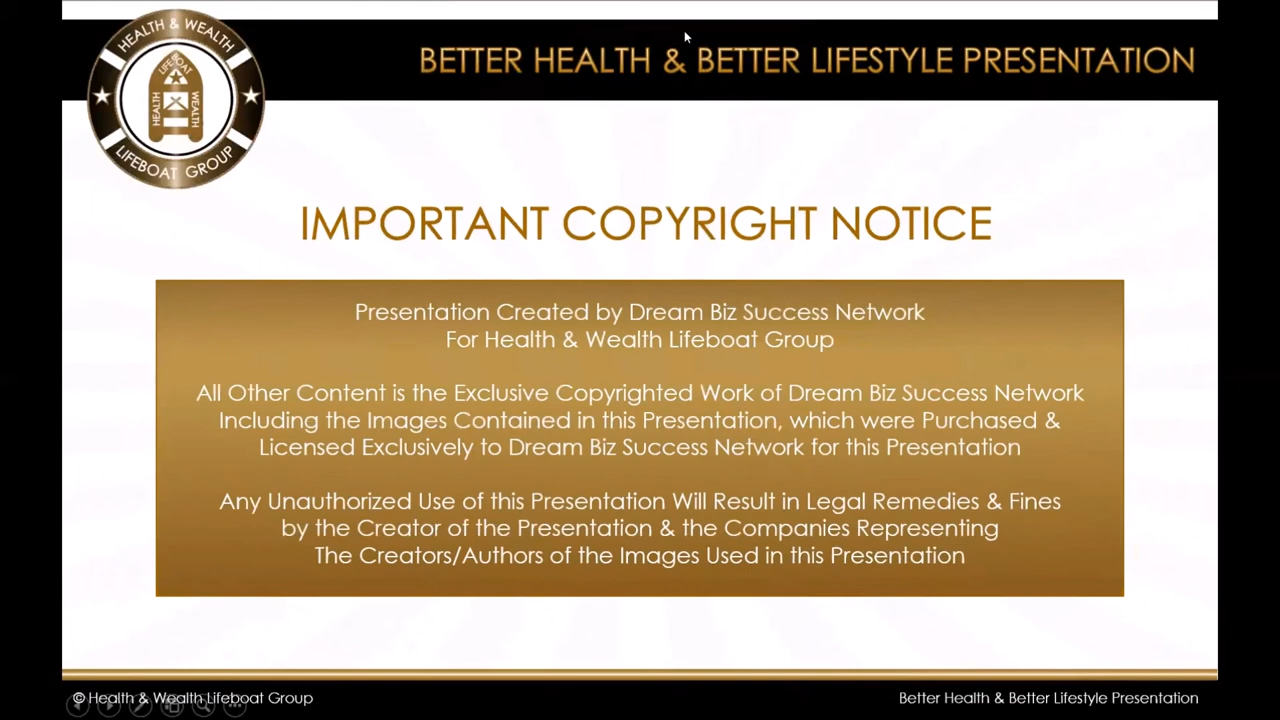 HEALTH & WEALTH
LIFEBOAT
HEALTH
WEALTH
LIFEBOAT GROUP
BETTER HEALTH & BETTER LIFESTYLE PRESENTATION
IMPORTANT COPYRIGHT NOTICE
Presentation Created by Dream Biz Success Network
For Health & Wealth Lifeboat Group
All Other Content is the Exclusive Copyrighted Work of Dream Biz Success Network
Including the Images Contained in this Presentation, which were Purchased &
Licensed Exclusively to Dream Biz Success Network for this Presentation
Any Unauthorized Use of this Presentation Will Result in Legal Remedies & Fines
by the Creator of the Presentation & the Companies Representing
The Creators/Authors of the Images Used in this Presentation
© Health & Wealth Lifeboat Group
Better Health & Better Lifestyle Presentation